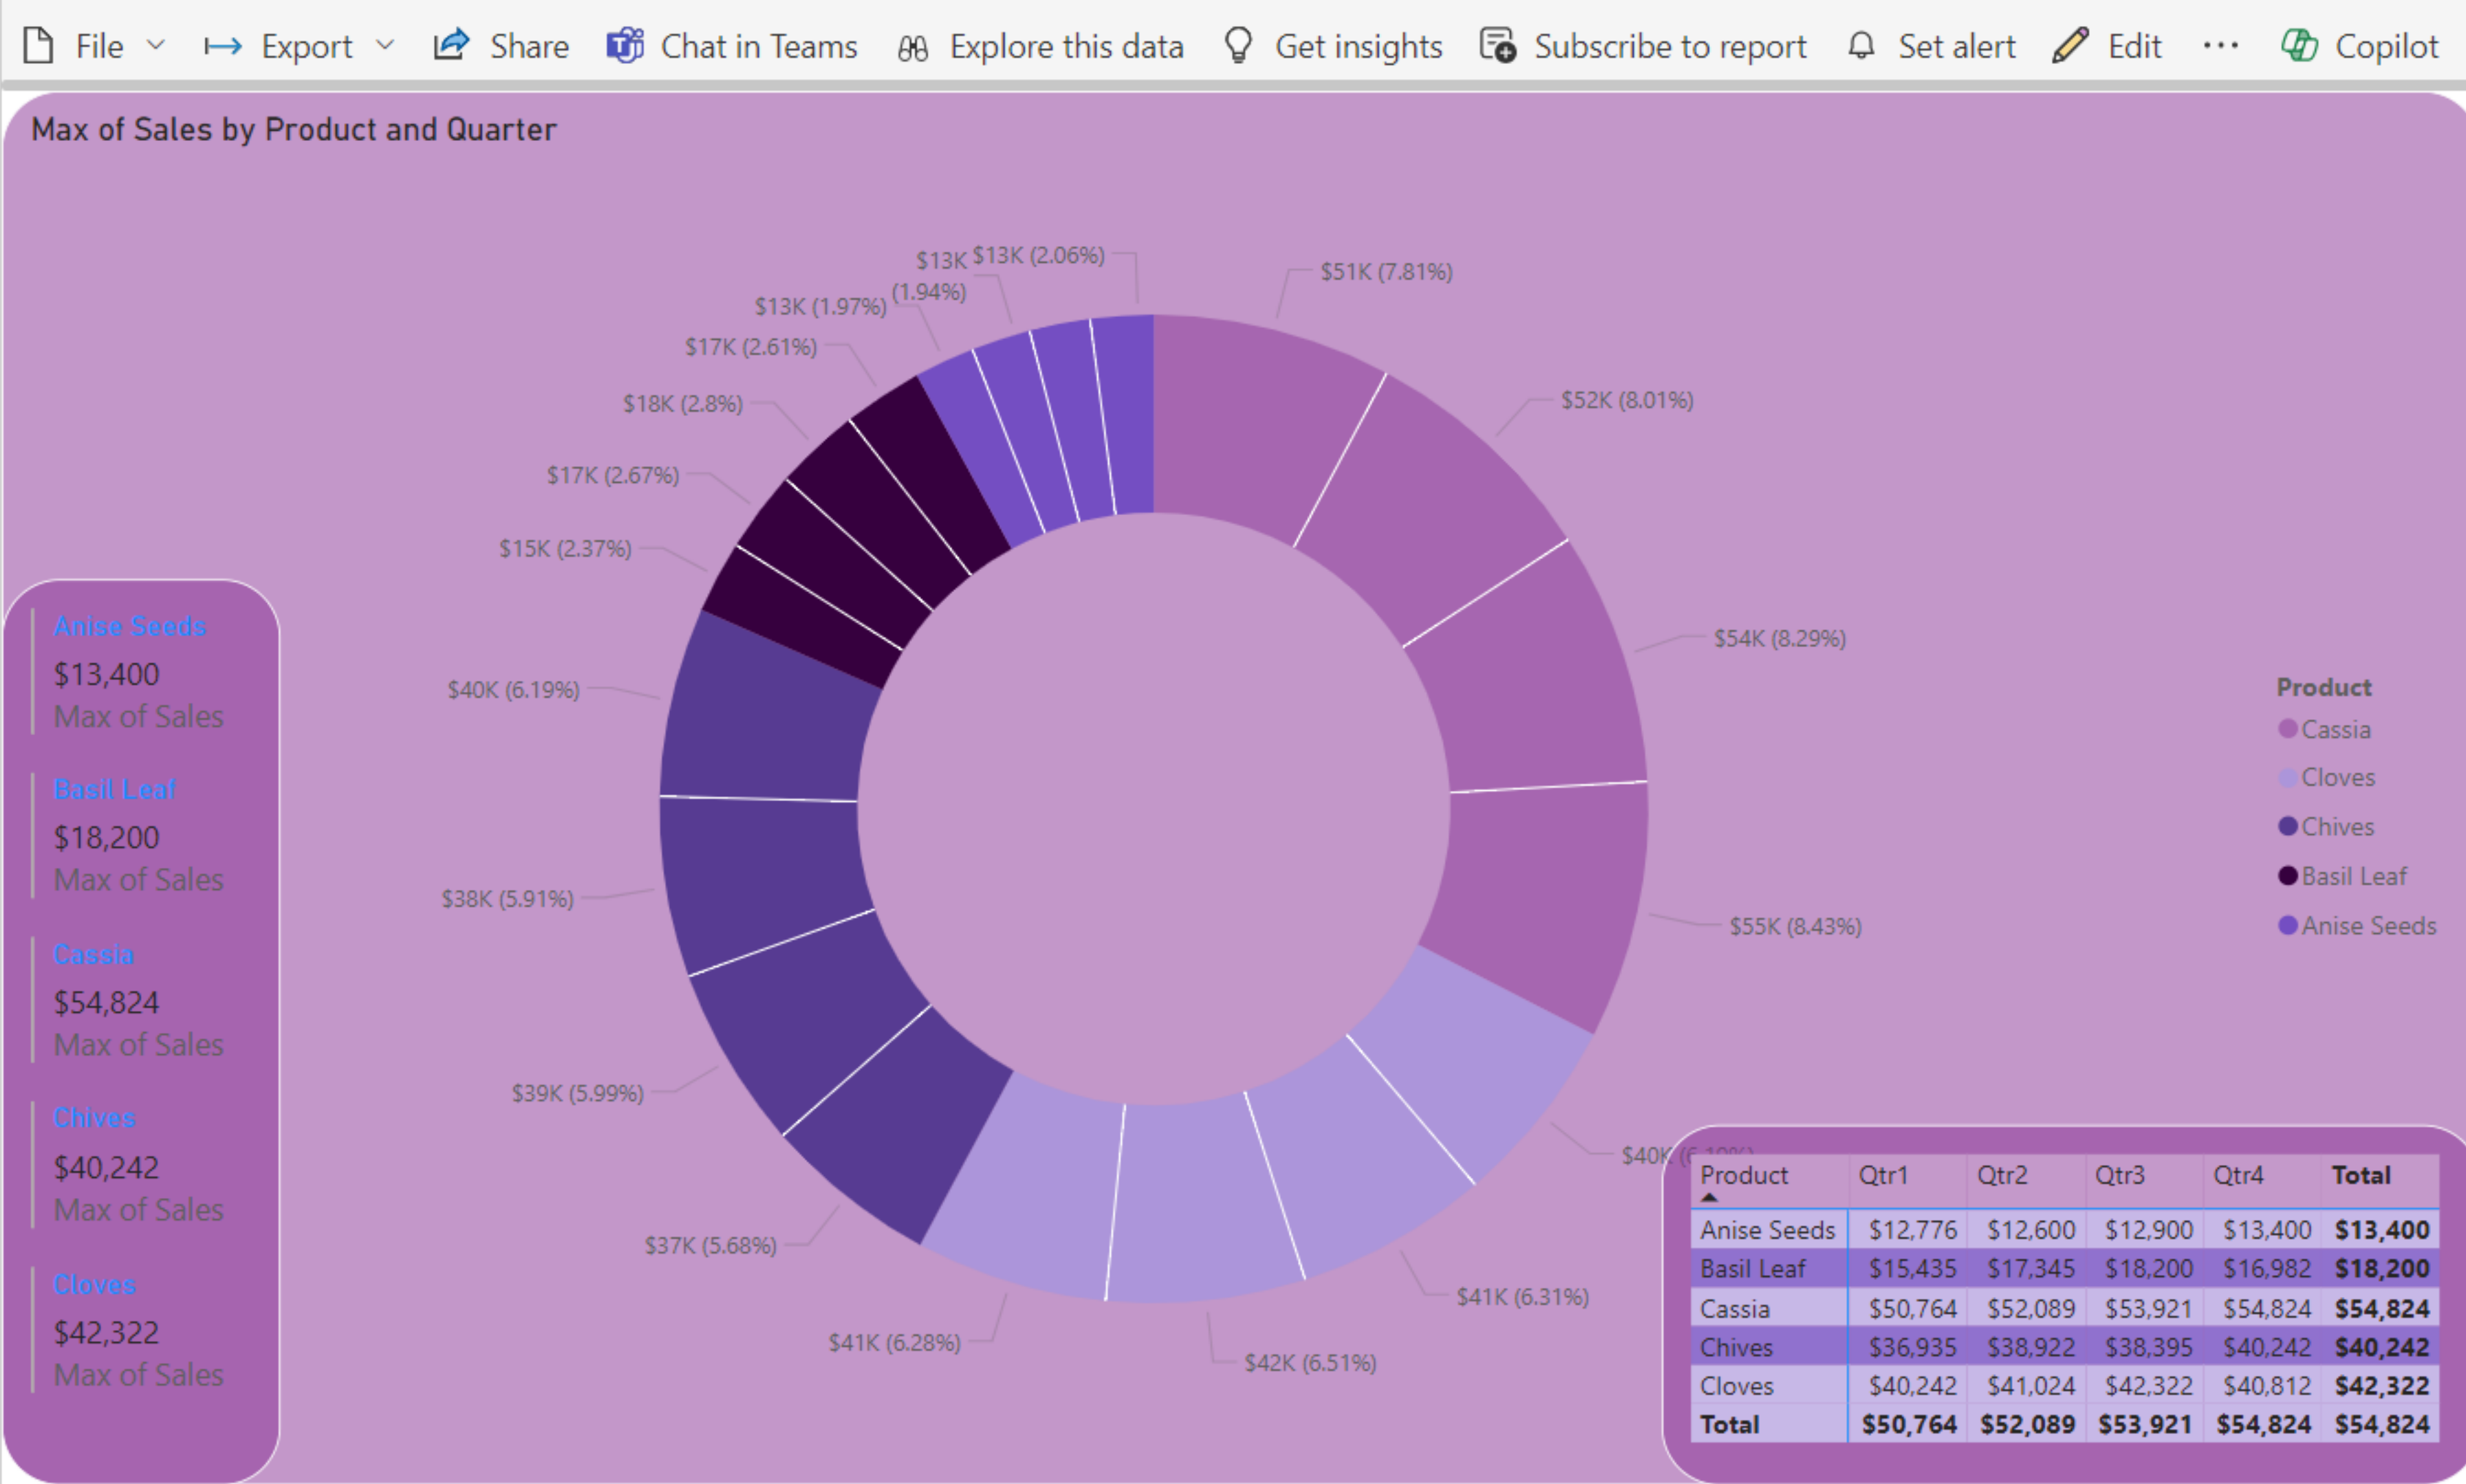 File Export Share Chat in Teams Explore this data Get insights Subscribe to report Set alert Edit ... Copilot
Max of Sales by Product and Quarter
$13K (2.06%)
$13K
(1.94%)
$13K (1.97%)
$17K (2.61%)
$18K (2.8%)
$17K (2.67%)
$15K (2.37%)
$40K (6.19%)
$38K (5.91%)
$39K (5.99%)
$37K (5.68%)
$41K (6.28%)
$42K (6.51%)
$41K (6.31%)
$40K
$55K (8.43%)
$54K (8.29%)
$52K (8.01%)
$51K (7.81%)
Anise Seeds
$13,400
Max of Sales
Basil Leaf
$18,200
Max of Sales
Cassia
$54,824
Max of Sales
Chives
$40,242
Max of Sales
Cloves
$42,322
Max of Sales
Product
Cassia
Cloves
Chives
Basil Leaf
Anise Seeds
Product Qtr1 Qtr2 Qtr3 Qtr4 Total
Anise Seeds $12,776 $12,600 $12,900 $13,400 $13,400
Basil Leaf $15,435 $17,345 $18,200 $16,982 $18,200
Cassia $50,764 $52,089 $53,921 $54,824 $54,824
Chives $36,935 $38,922 $38,395 $40,242 $40,242
Cloves $40,242 $41,024 $42,322 $40,812 $42,322
Total $50,764 $52,089 $53,921 $54,824 $54,824